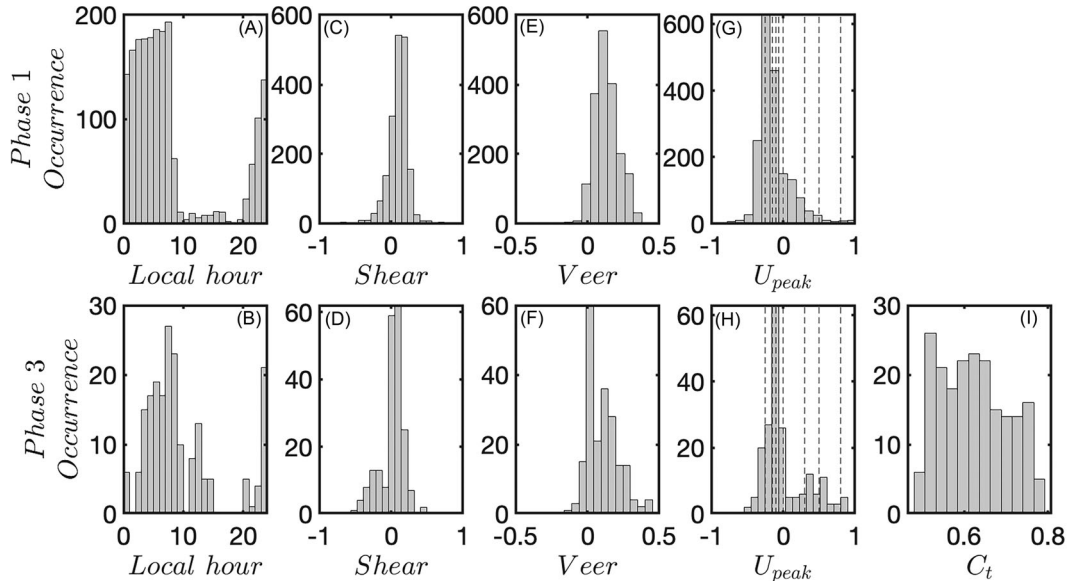 Phase 1
Occurrence
200
100
0
(A)
0 10 20
Local hour
600
400
200
0
(C)
-1 0 1
Shear
600
400
200
0
(E)
-0.5 0 0.5
Veer
600
400
200
0
(G)
-1 0 1
U_peak
Phase 3
Occurrence
30
20
10
0
(B)
0 10 20
Local hour
60
40
20
0
(D)
-1 0 1
Shear
60
40
20
0
(F)
-0.5 0 0.5
Veer
60
40
20
0
(H)
-1 0 1
U_peak
30
20
10
0
(I)
0.6 0.8
C_t